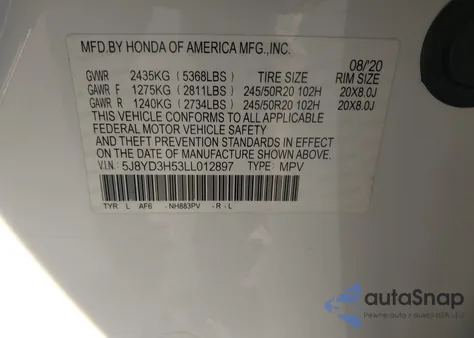 MFD.BY HONDA OF AMERICA MFG.,INC.
08/'20
GVWR 2435KG (5368LBS) TIRE SIZE RIM SIZE
GAWR F 1275KG (2811LBS) 245/50R20 102H 20X8.0J
GAWR R 1240KG (2734LBS) 245/50R20 102H 20X8.0J
THIS VEHICLE CONFORMS TO ALL APPLICABLE
FEDERAL MOTOR VEHICLE SAFETY
AND THEFT PREVENTION STANDARDS IN EFFECT
ON THE DATE OF MANUFACTURE SHOWN ABOVE.
V.I.N: 5J8YD3H53LL012897 TYPE: MPV
TYR L AF6 -NH883PV -R-L
autoSnap